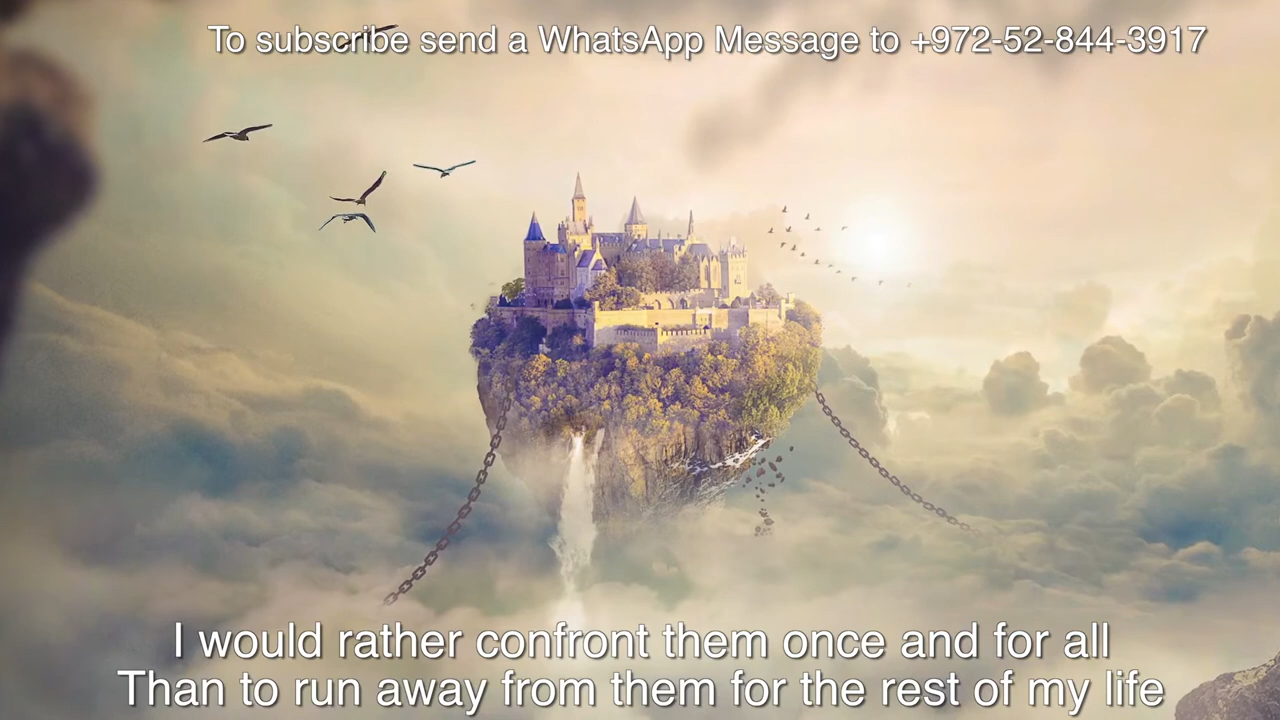 To subscribe send a WhatsApp Message to +972-52-844-3917
I would rather confront them once and for all
Than to run away from them for the rest of my life